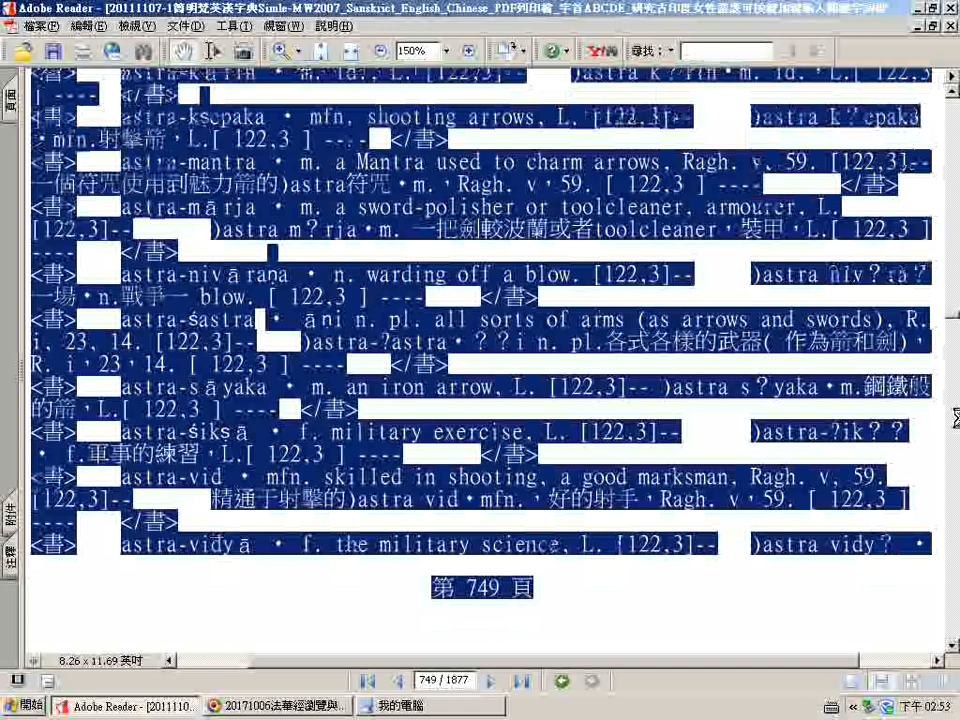 Adobe Reader - [20111107-1簡明梵英漢字典Simle-MW2007_Sanskrict_English_Chinese_PDF列印檔_字首ABCDE_研究古印度女性
檔案(F) 編輯(E) 檢視(V) 文件(D) 工具(T) 視窗(W) 說明(H)
150% Y! 尋找：
頁面
] ---- </書>
<書> astra-kṣepaka • mfn. shooting arrows, L. [122,3]-- )astra k?epaka
• mfn.射擊箭，L.[ 122,3 ] ---- </書>
<書> astra-mantra • m. a Mantra used to charm arrows, Ragh. v, 59. [122,3]--
一個符咒使用到魅力箭的)astra符咒•m.，Ragh. v，59. [ 122,3 ] ---- </書>
<書> astra-mārja • m. a sword-polisher or toolcleaner, armourer, L.
[122,3]-- )astra m?rja•m. 一把劍較波蘭或者toolcleaner，裝甲，L.[ 122,3 ]
---- </書>
<書> astra-nivāraṇa • n. warding off a blow. [122,3]-- )astra niv?ra?
一場•n.戰爭一 blow. [ 122,3 ] ---- </書>
<書> astra-śastra • āṇi n. pl. all sorts of arms (as arrows and swords), R.
i, 23, 14. [122,3]-- )astra-?astra•??i n. pl.各式各樣的武器( 作為箭和劍)，
R. i，23，14. [ 122,3 ] ---- </書>
<書> astra-sāyaka • m. an iron arrow, L. [122,3]-- )astra s?yaka•m.鋼鐵般
的箭，L.[ 122,3 ] ---- </書>
<書> astra-śikṣā • f. military exercise, L. [122,3]-- )astra-?ik??
• f.軍事的練習，L.[ 122,3 ] ---- </書>
<書> astra-vid • mfn. skilled in shooting, a good marksman, Ragh. v, 59.
[122,3]-- 精通于射擊的)astra vid•mfn.，好的射手，Ragh. v，59. [ 122,3 ]
---- </書>
<書> astra-vidyā • f. the military science, L. [122,3]-- )astra vidy? •
第 749 頁
附件
注釋
8.26 x 11.69 英吋
749 / 1877
開始 Adobe Reader - [2011110... 20171006法華經瀏覽與... 我的電腦 下午 02:53